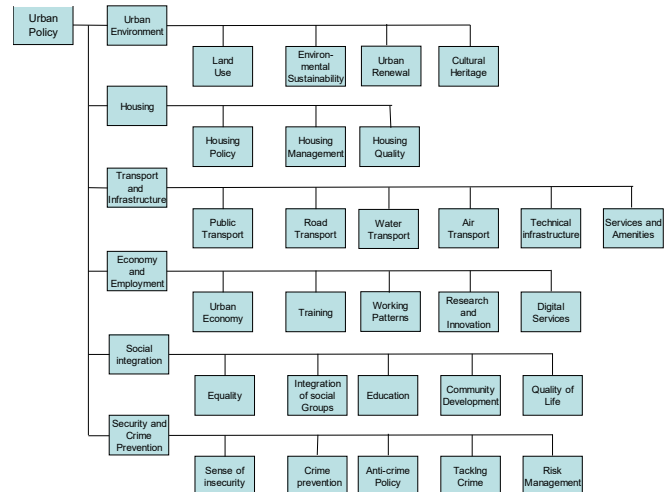 Urban
Policy
Urban
Environment
Land
Use
Environ-
mental
Sustainability
Urban
Renewal
Cultural
Heritage
Housing
Housing
Policy
Housing
Management
Housing
Quality
Transport
and
Infrastructure
Public
Transport
Road
Transport
Water
Transport
Air
Transport
Technical
infrastructure
Services and
Amenities
Economy
and
Employment
Urban
Economy
Training
Working
Patterns
Research
and
Innovation
Digital
Services
Social
integration
Equality
Integration
of social
Groups
Education
Community
Development
Quality of
Life
Security and
Crime
Prevention
Sense of
insecurity
Crime
prevention
Anti-crime
Policy
TackIng
Crime
Risk
Management